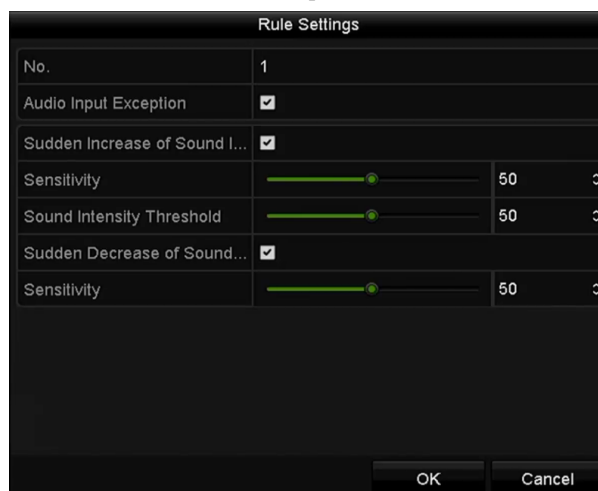 Rule Settings
No. 1
Audio Input Exception
Sudden Increase of Sound I...
Sensitivity 50
Sound Intensity Threshold 50
Sudden Decrease of Sound...
Sensitivity 50
OK Cancel